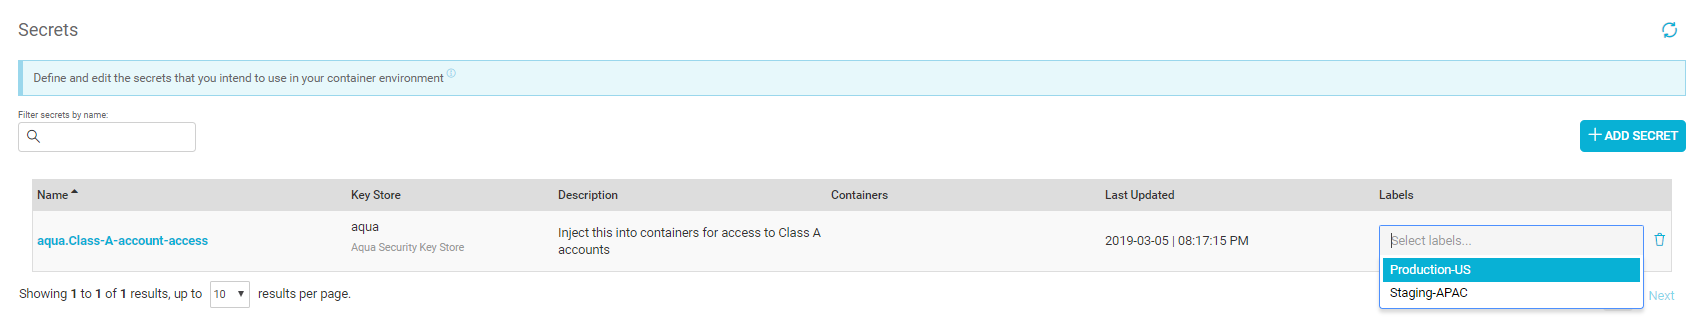 Secrets
Define and edit the secrets that you intend to use in your container environment
Filter secrets by name:
ADD SECRET
Name Key Store Description Containers Last Updated Labels
aqua.Class-A-account-access
aqua
Aqua Security Key Store
Inject this into containers for access to Class A
accounts
2019-03-05 | 08:17:15 PM
Select labels...
Production-US
Staging-APAC
Showing 1 to 1 of 1 results, up to 10 results per page.
Next